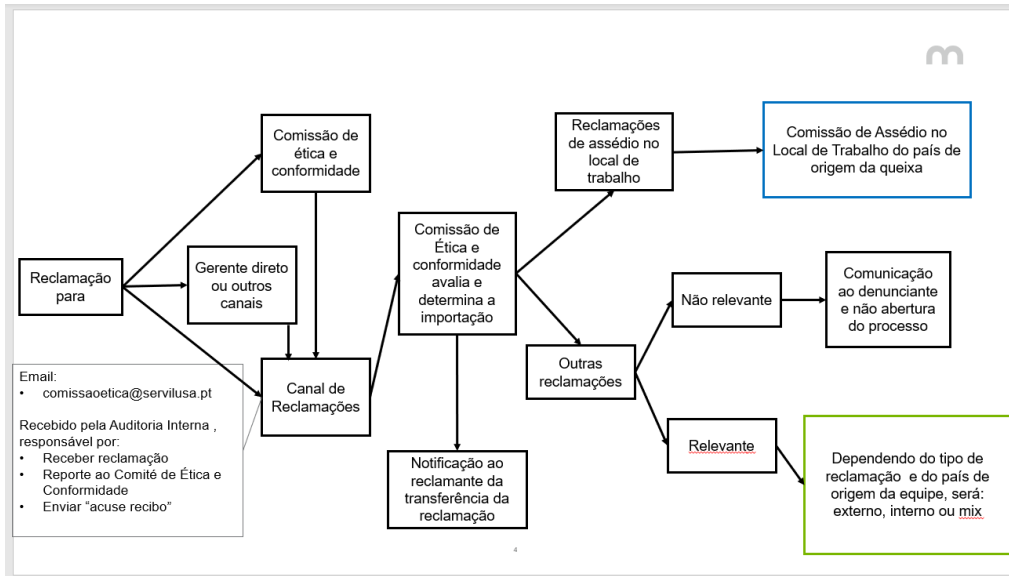 m
Reclamação
para
Comissão de
ética e
conformidade
Gerente direto
ou outros
canais
Canal de
Reclamações
Email:
• comissaoetica@servilusa.pt
Recebido pela Auditoria Interna ,
responsável por:
• Receber reclamação
• Reporte ao Comité de Ética e
Conformidade
• Enviar “acuse recibo”
Comissão de
Ética e
conformidade
avalia e
determina a
importação
Notificação ao
reclamante da
transferência da
reclamação
Reclamações
de assédio no
local de
trabalho
Comissão de Assédio no
Local de Trabalho do país de
origem da queixa
Outras
reclamações
Não relevante
Comunicação
ao denunciante
e não abertura
do processo
Relevante
Dependendo do tipo de
reclamação e do país de
origem da equipe, será:
externo, interno ou mix
4